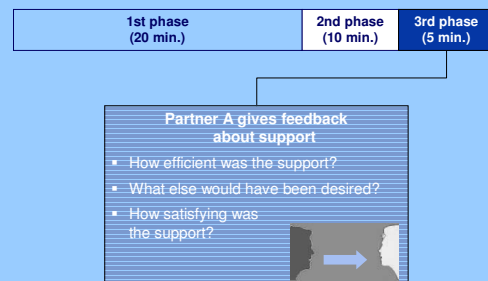 1st phase
(20 min.)
2nd phase
(10 min.)
3rd phase
(5 min.)
Partner A gives feedback
about support
▪ How efficient was the support?
▪ What else would have been desired?
▪ How satisfying was
the support?